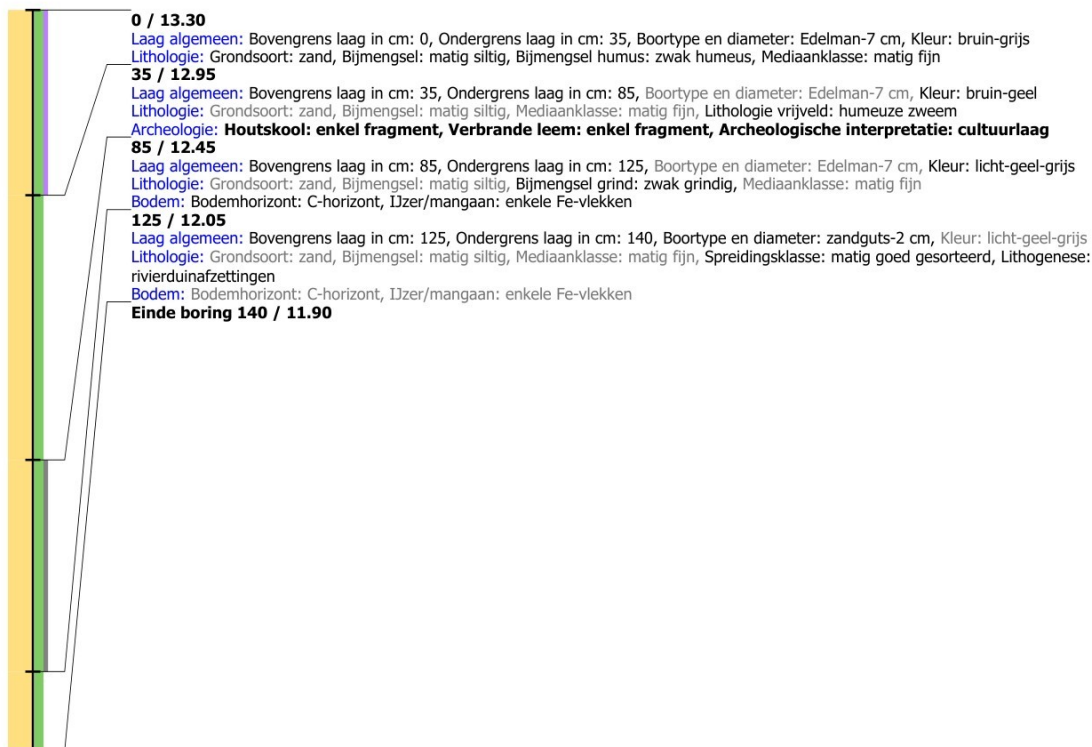 0 / 13.30
Laag algemeen: Bovengrens laag in cm: 0, Ondergrens laag in cm: 35, Boortype en diameter: Edelman-7 cm, Kleur: bruin-grijs
Lithologie: Grondsoort: zand, Bijmengsel: matig siltig, Bijmengsel humus: zwak humeus, Mediaanklasse: matig fijn
35 / 12.95
Laag algemeen: Bovengrens laag in cm: 35, Ondergrens laag in cm: 85, Boortype en diameter: Edelman-7 cm, Kleur: bruin-geel
Lithologie: Grondsoort: zand, Bijmengsel: matig siltig, Mediaanklasse: matig fijn, Lithologie vrijveld: humeuze zweem
Archeologie: Houtskool: enkel fragment, Verbrande leem: enkel fragment, Archeologische interpretatie: cultuurlaag
85 / 12.45
Laag algemeen: Bovengrens laag in cm: 85, Ondergrens laag in cm: 125, Boortype en diameter: Edelman-7 cm, Kleur: licht-geel-grijs
Lithologie: Grondsoort: zand, Bijmengsel: matig siltig, Bijmengsel grind: zwak grindig, Mediaanklasse: matig fijn
Bodem: Bodemhorizont: C-horizont, IJzer/mangaan: enkele Fe-vlekken
125 / 12.05
Laag algemeen: Bovengrens laag in cm: 125, Ondergrens laag in cm: 140, Boortype en diameter: zandguts-2 cm, Kleur: licht-geel-grijs
Lithologie: Grondsoort: zand, Bijmengsel: matig siltig, Mediaanklasse: matig fijn, Spreidingsklasse: matig goed gesorteerd, Lithogenese:
rivierduinafzettingen
Bodem: Bodemhorizont: C-horizont, IJzer/mangaan: enkele Fe-vlekken
Einde boring 140 / 11.90